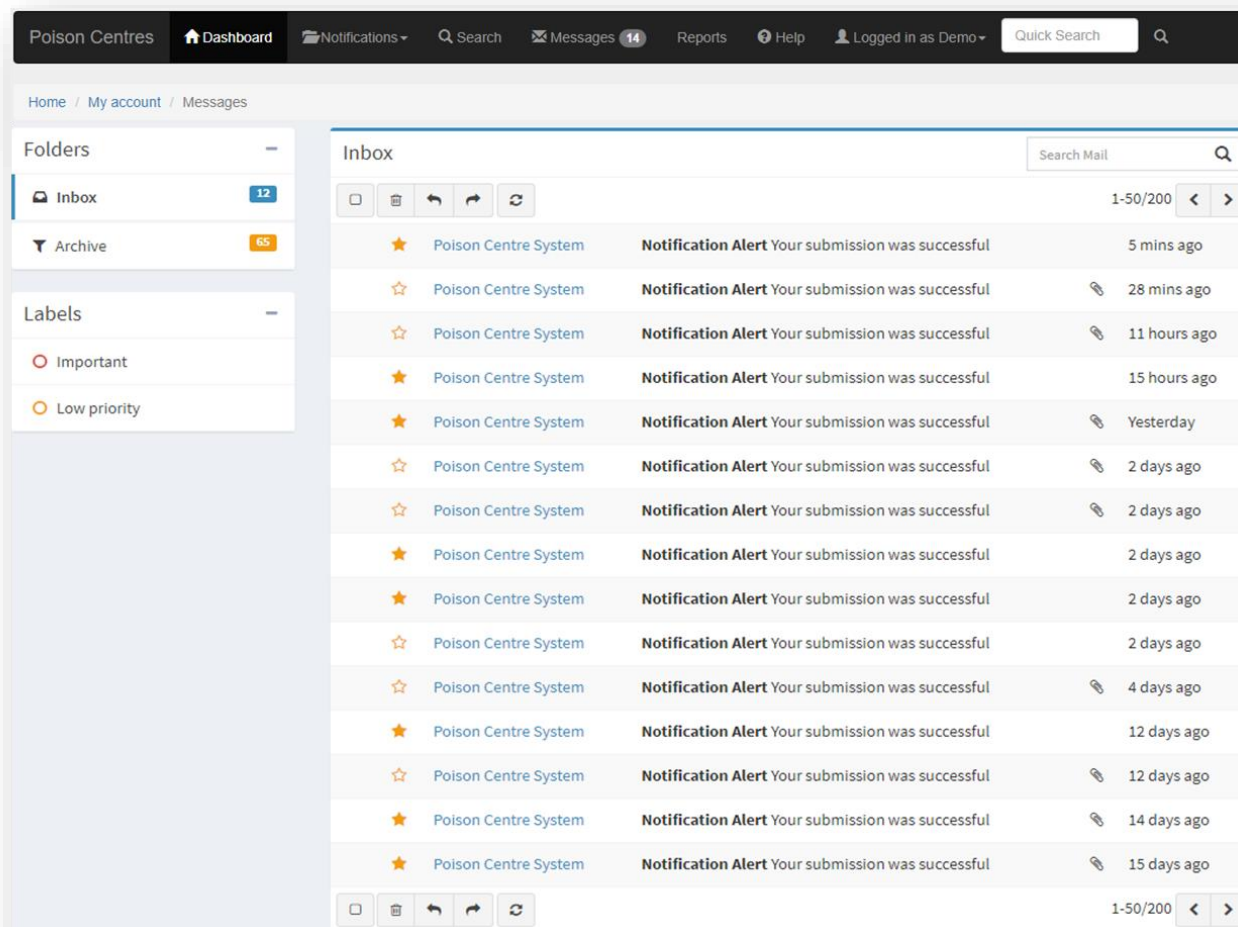 Poison Centres Dashboard Notifications Search Messages 14 Reports Help Logged in as Demo Quick Search
Home / My account / Messages
Folders
Inbox 12
Archive 65
Labels
Important
Low priority
Inbox Search Mail
1-50/200
Poison Centre System Notification Alert Your submission was successful 5 mins ago
Poison Centre System Notification Alert Your submission was successful 28 mins ago
Poison Centre System Notification Alert Your submission was successful 11 hours ago
Poison Centre System Notification Alert Your submission was successful 15 hours ago
Poison Centre System Notification Alert Your submission was successful Yesterday
Poison Centre System Notification Alert Your submission was successful 2 days ago
Poison Centre System Notification Alert Your submission was successful 2 days ago
Poison Centre System Notification Alert Your submission was successful 2 days ago
Poison Centre System Notification Alert Your submission was successful 2 days ago
Poison Centre System Notification Alert Your submission was successful 2 days ago
Poison Centre System Notification Alert Your submission was successful 4 days ago
Poison Centre System Notification Alert Your submission was successful 12 days ago
Poison Centre System Notification Alert Your submission was successful 12 days ago
Poison Centre System Notification Alert Your submission was successful 14 days ago
Poison Centre System Notification Alert Your submission was successful 15 days ago
1-50/200